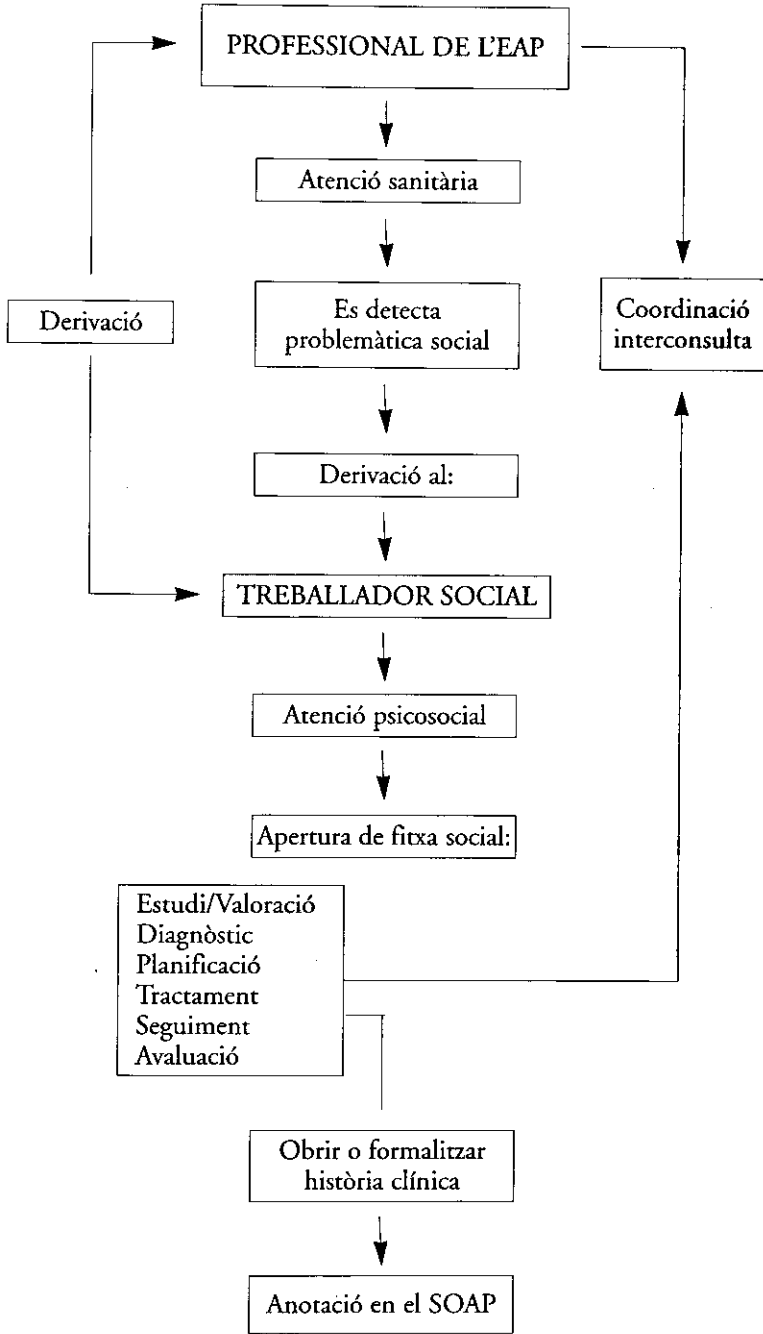 PROFESSIONAL DE L'EAP
Atenció sanitària
Es detecta
problemàtica social
Derivació
Coordinació
interconsulta
Derivació al:
TREBALLADOR SOCIAL
Atenció psicosocial
Apertura de fitxa social:
Estudi/Valoració
Diagnòstic
Planificació
Tractament
Seguiment
Avaluació
Obrir o formalitzar
història clínica
Anotació en el SOAP